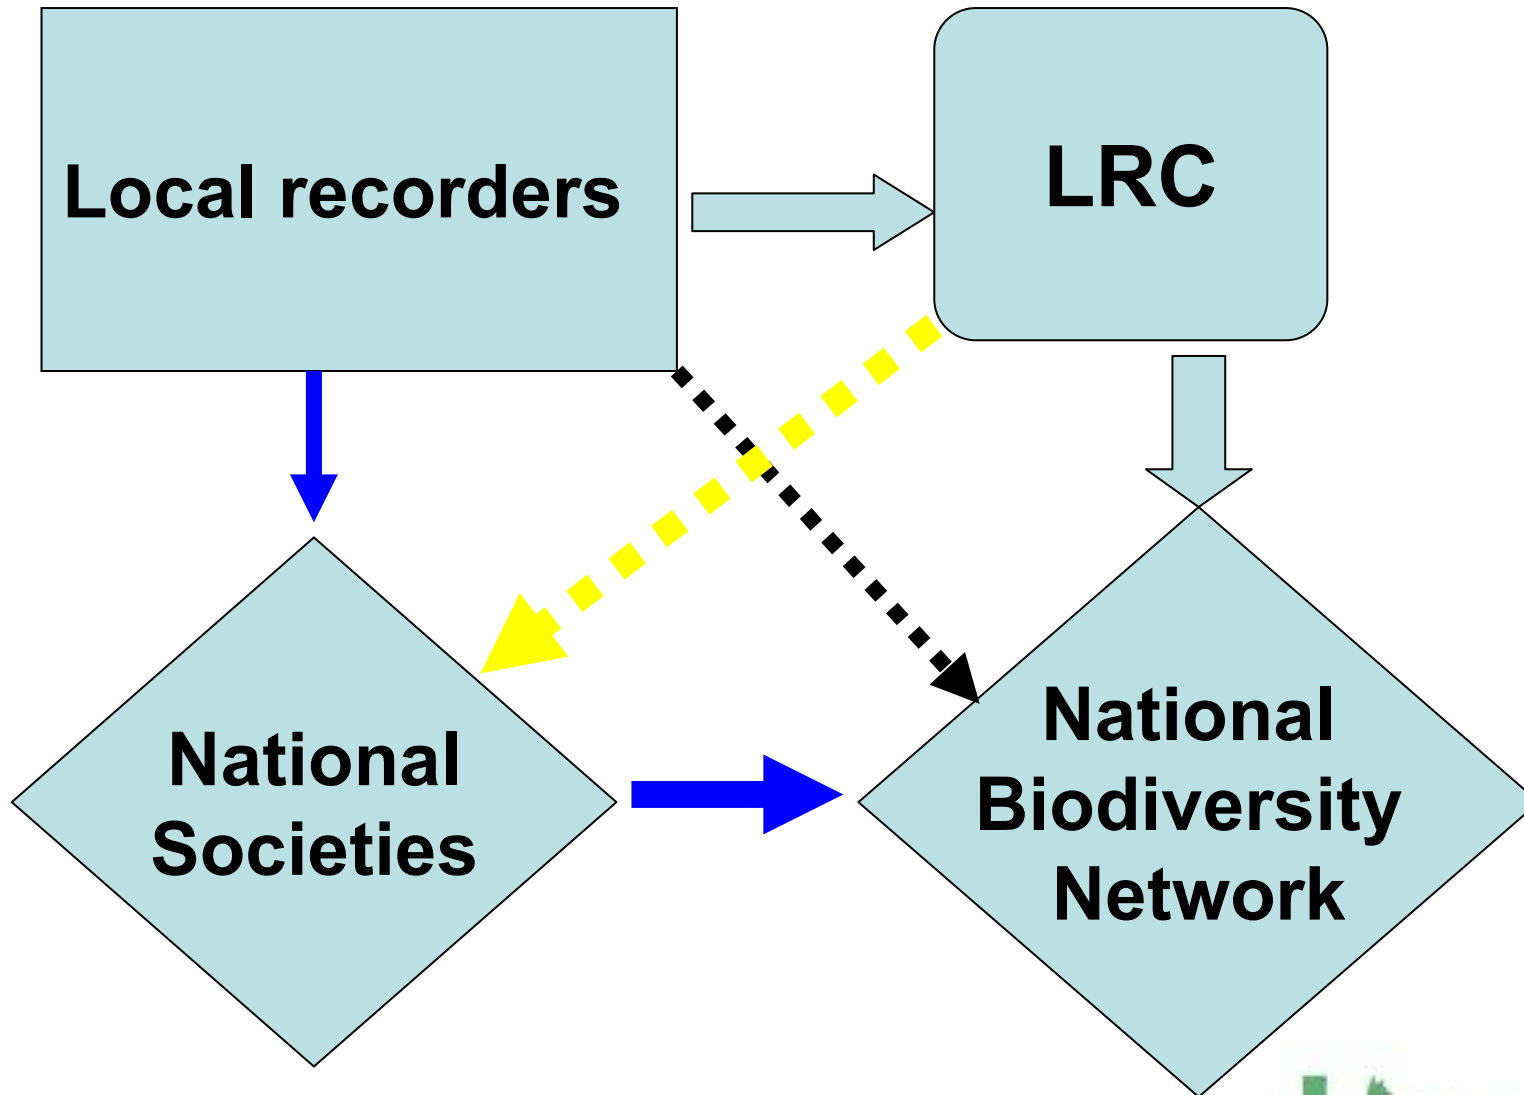 Local recorders
LRC
National
Societies
National
Biodiversity
Network